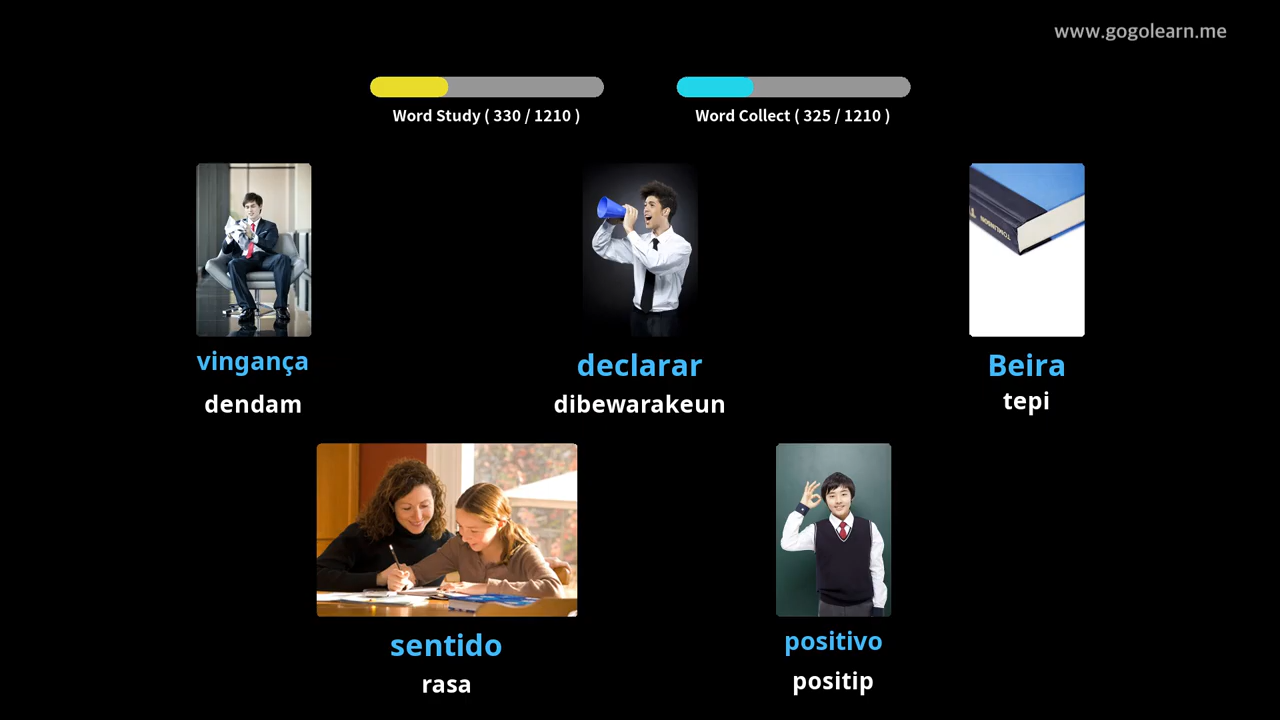 www.gogolearn.me
Word Study ( 330 / 1210 )
Word Collect ( 325 / 1210 )
TOMLINSON
vingança
declarar
Beira
dendam
dibewarakeun
tepi
sentido
positivo
rasa
positip